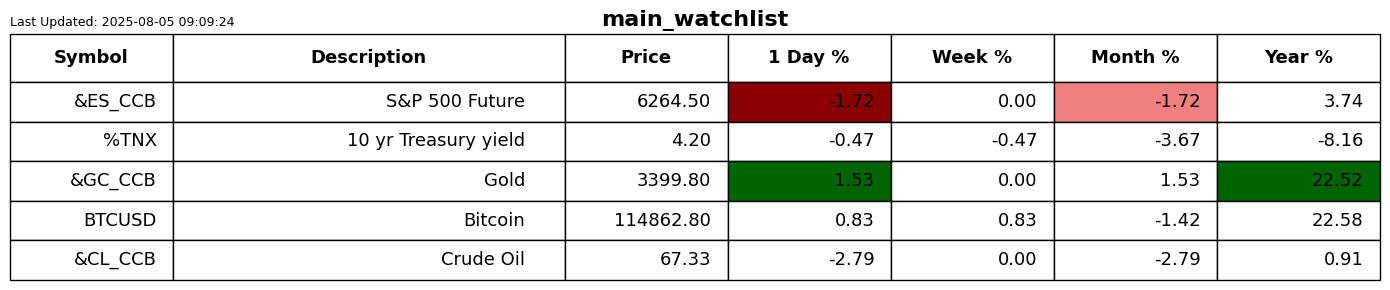 Last Updated: 2025-08-05 09:09:24
main_watchlist
Symbol Description Price 1 Day % Week % Month % Year %
&ES_CCB S&P 500 Future 6264.50 -1.72 0.00 -1.72 3.74
%TNX 10 yr Treasury yield 4.20 -0.47 -0.47 -3.67 -8.16
&GC_CCB Gold 3399.80 1.53 0.00 1.53 22.52
BTCUSD Bitcoin 114862.80 0.83 0.83 -1.42 22.58
&CL_CCB Crude Oil 67.33 -2.79 0.00 -2.79 0.91